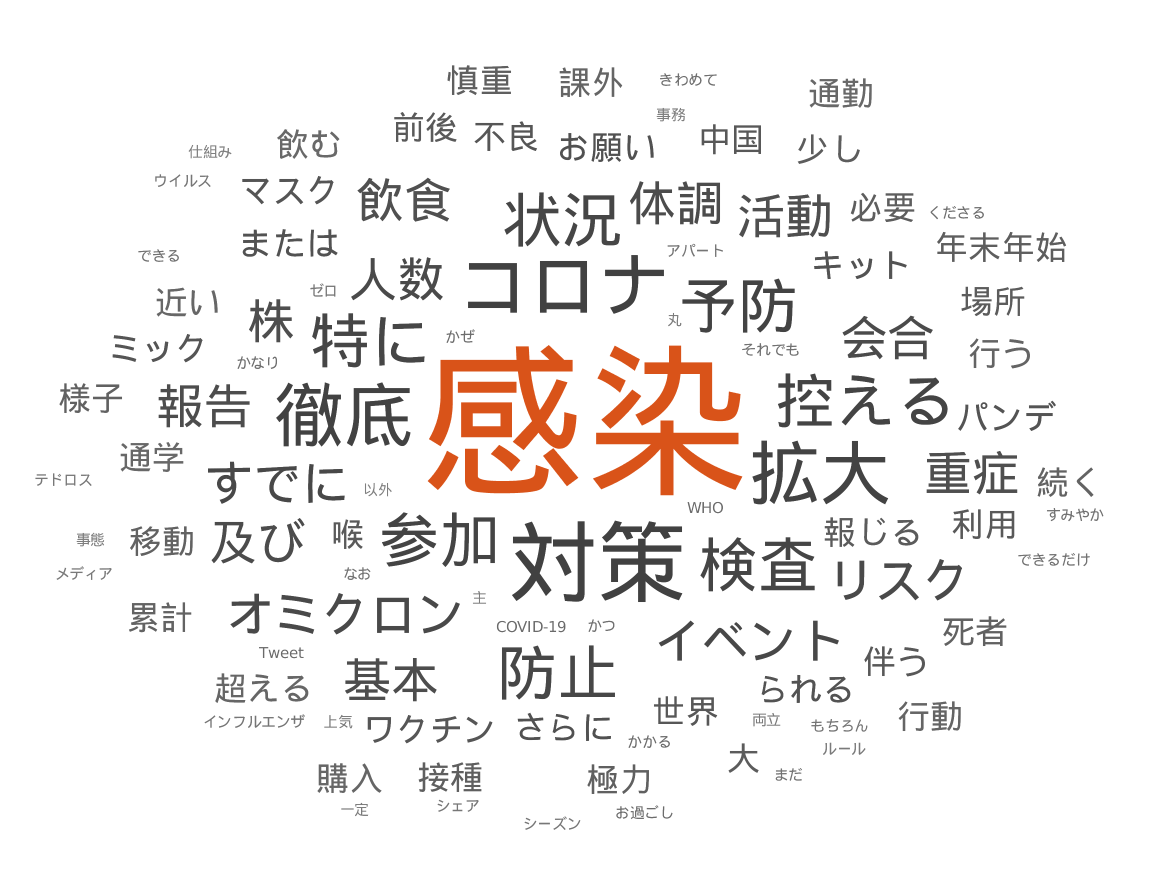 慎重 課外 きわめて 通勤
前後 不良 お願い 事務 中国 少し
仕組み 飲む
ウイルス マスク 飲食 状況 体調 活動 必要 くださる
できる または 人数 コロナ アパート キット 年末年始
近い 株 ゼロ 特に かぜ 丸 予防 それでも 会合 場所
ミック かなり 行う
様子 報告 徹底 感染 控える パンデ
通学 すでに 以外 拡大 重症 続く
テドロス WHO すみやか
事態 移動 及び 喉 参加 対策 検査 報じる 利用
メディア なお リスク できるだけ
累計 オミクロン 主 COVID-19 かつ イベント 死者
Tweet 超える 基本 防止 られる 伴う
インフルエンザ 上気 ワクチン さらに 世界 両立 もちろん 行動
かかる ルール
購入 接種 極力 大 まだ
一定 シェア シーズン お過ごし